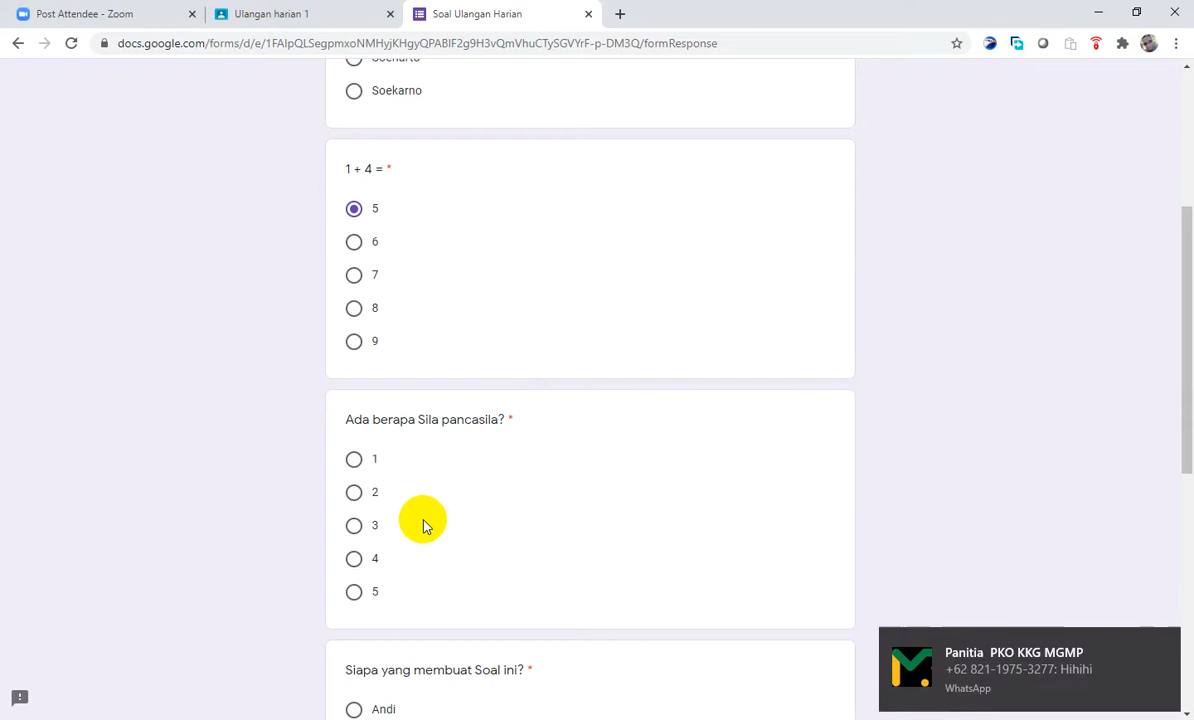 Post Attendee - Zoom
Ulangan harian 1
Soal Ulangan Harian
docs.google.com/forms/d/e/1FAIpQLSegpmxoNMHyjKHgyQPABIF2g9H3vQmVhuCTySGVYrF-p-DM3Q/formResponse
Soeharto
Soekarno
1 + 4 = *
5
6
7
8
9
Ada berapa Sila pancasila? *
1
2
3
4
5
Siapa yang membuat Soal ini? *
Andi
Panitia PKO KKG MGMP
+62 821-1975-3277: Hihihi
WhatsApp